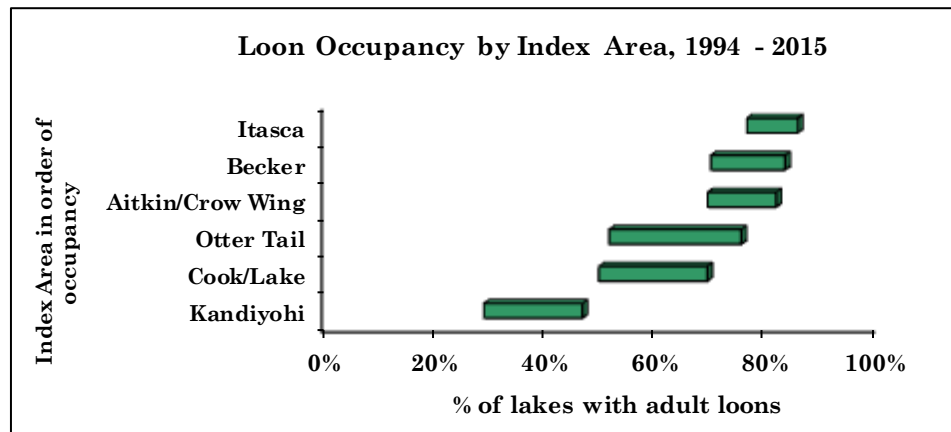 Loon Occupancy by Index Area, 1994 - 2015
Index Area in order of
occupancy
Itasca
Becker
Aitkin/Crow Wing
Otter Tail
Cook/Lake
Kandiyohi
0% 20% 40% 60% 80% 100%
% of lakes with adult loons